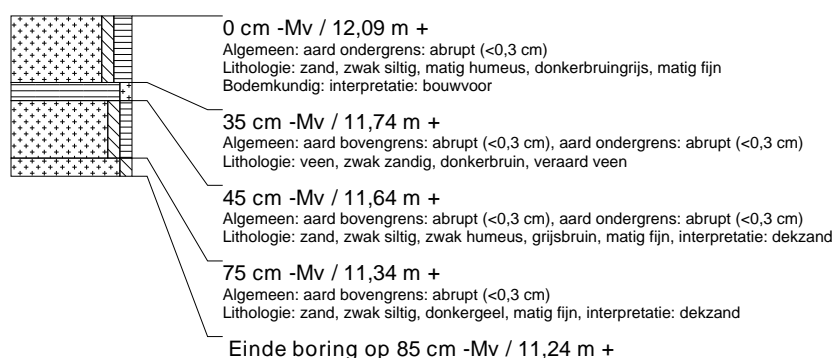 0 cm -Mv / 12,09 m +
Algemeen: aard ondergrens: abrupt (<0,3 cm)
Lithologie: zand, zwak siltig, matig humeus, donkerbruingrijs, matig fijn
Bodemkundig: interpretatie: bouwvoor
35 cm -Mv / 11,74 m +
Algemeen: aard bovengrens: abrupt (<0,3 cm), aard ondergrens: abrupt (<0,3 cm)
Lithologie: veen, zwak zandig, donkerbruin, veraard veen
45 cm -Mv / 11,64 m +
Algemeen: aard bovengrens: abrupt (<0,3 cm), aard ondergrens: abrupt (<0,3 cm)
Lithologie: zand, zwak siltig, zwak humeus, grijsbruin, matig fijn, interpretatie: dekzand
75 cm -Mv / 11,34 m +
Algemeen: aard bovengrens: abrupt (<0,3 cm)
Lithologie: zand, zwak siltig, donkergeel, matig fijn, interpretatie: dekzand
Einde boring op 85 cm -Mv / 11,24 m +